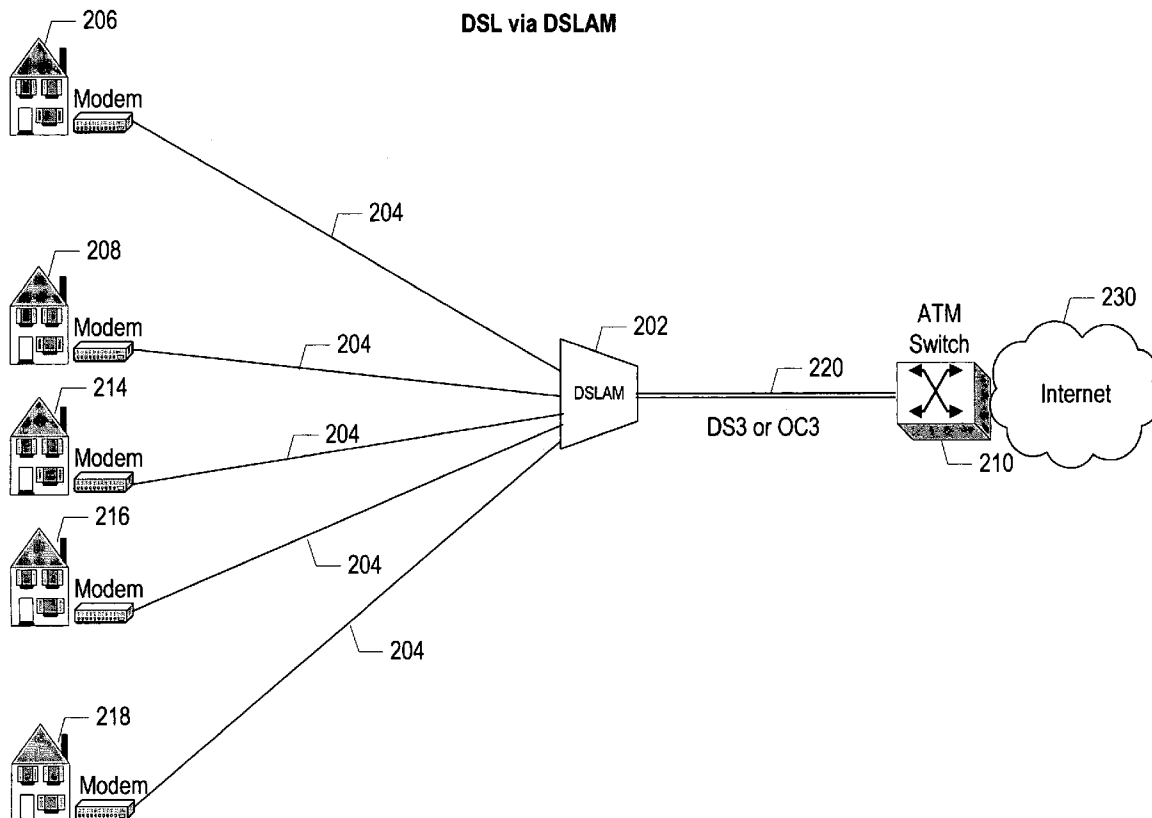 DSL via DSLAM
206
Modem
204
208
Modem
204
202
DSLAM
220
DS3 or OC3
ATM
Switch
210
230
Internet
214
Modem
204
216
Modem
204
204
218
Modem